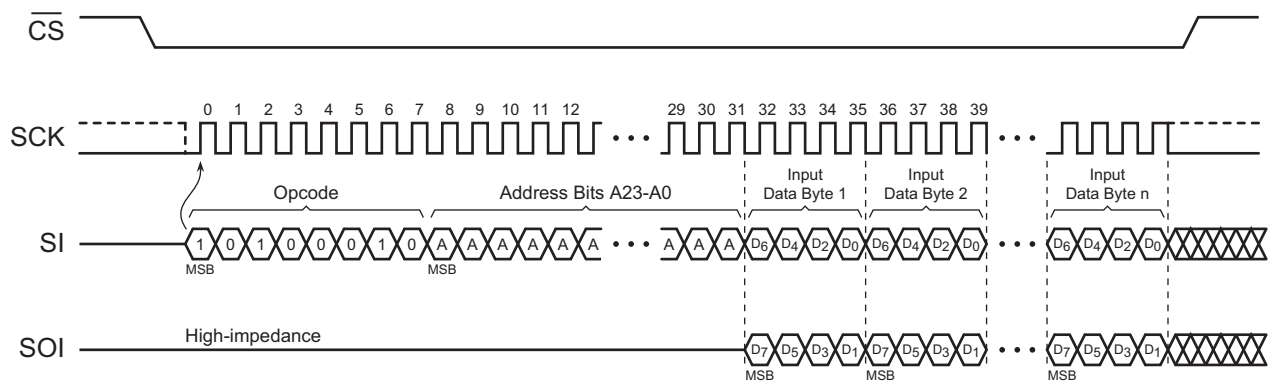 CS
0 1 2 3 4 5 6 7 8 9 10 11 12 29 30 31 32 33 34 35 36 37 38 39
SCK
• • • • • •
Opcode Address Bits A23-A0 Input Data Byte 1 Input Data Byte 2 Input Data Byte n
SI 1 0 1 0 0 0 1 0 A A A A A A • • • A A A D6 D4 D2 D0 D6 D4 D2 D0 • • • D6 D4 D2 D0
MSB MSB
High-impedance
SOI D7 D5 D3 D1 D7 D5 D3 D1 • • • D7 D5 D3 D1
MSB MSB MSB